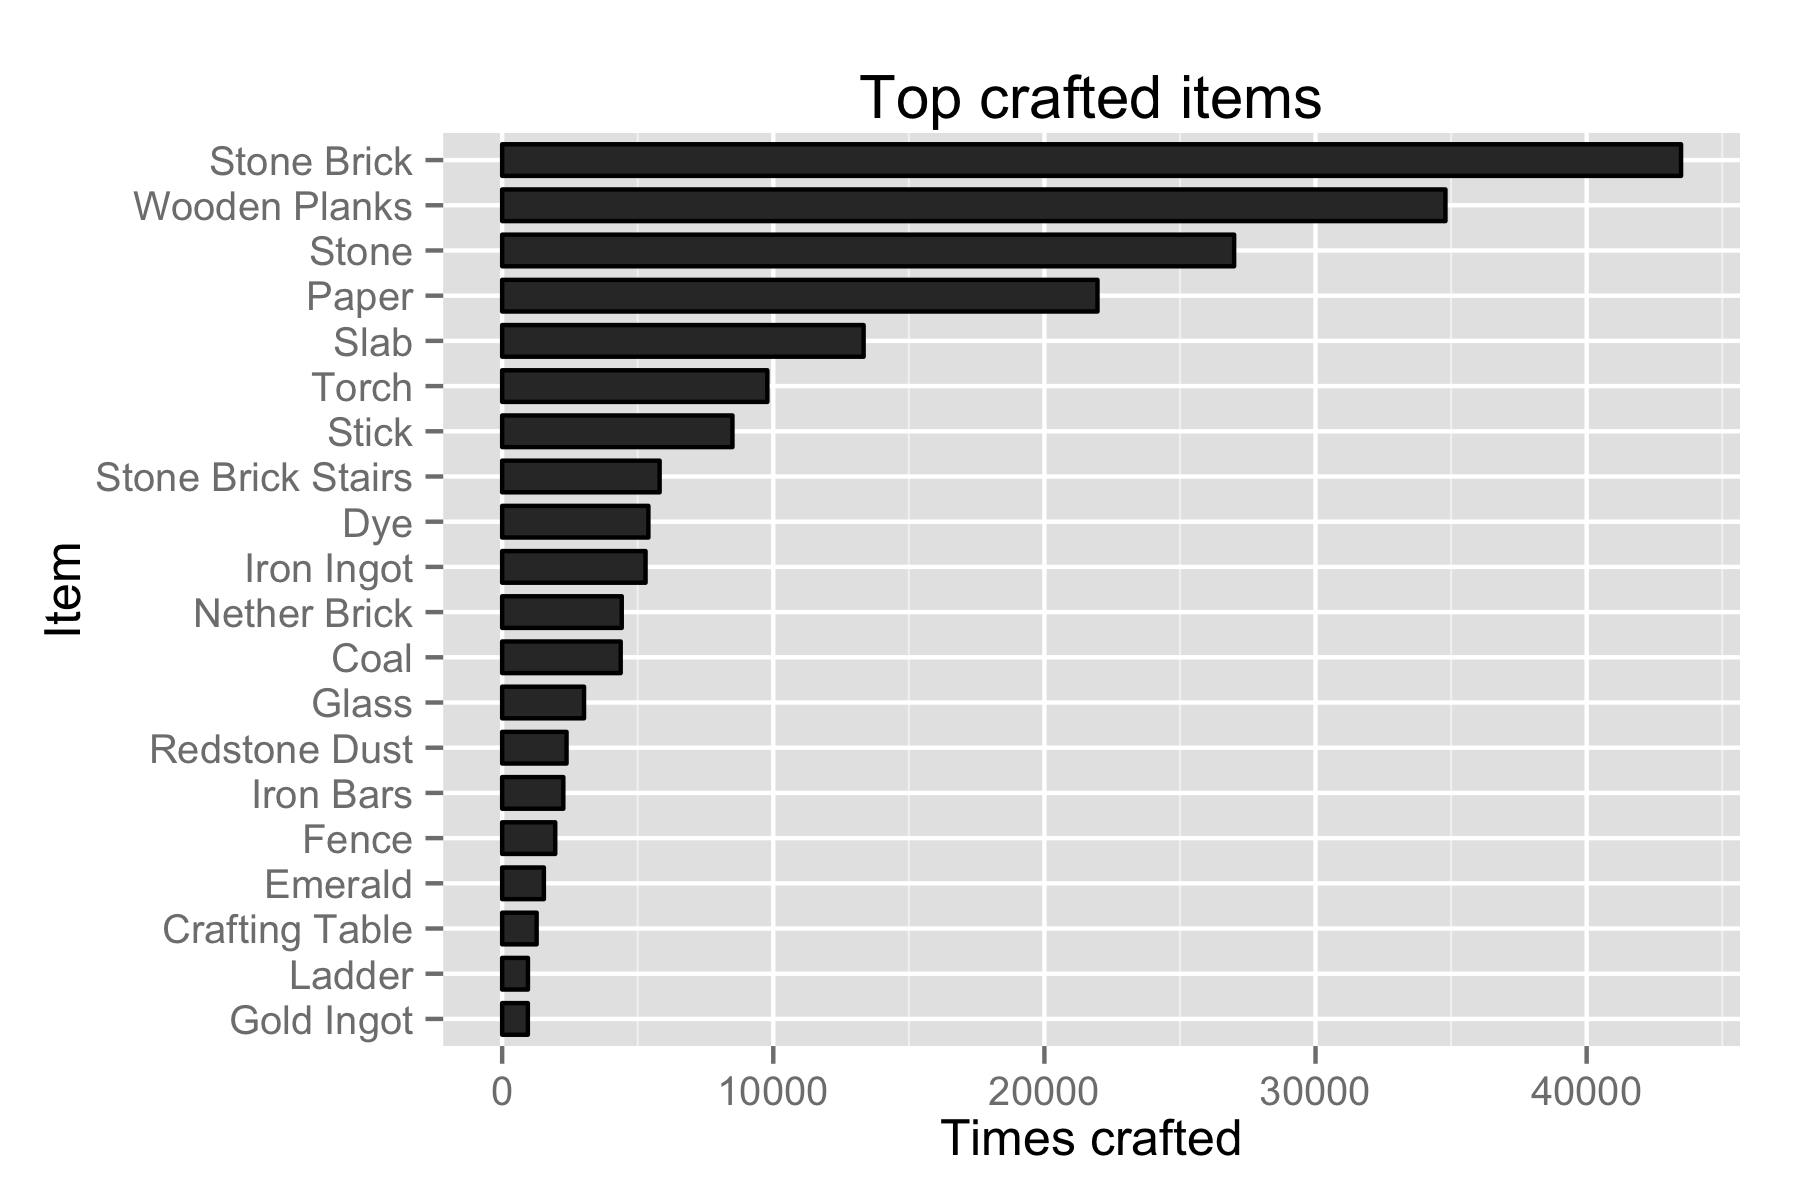 Top crafted items
Stone Brick
Wooden Planks
Stone
Paper
Slab
Torch
Stick
Stone Brick Stairs
Dye
Iron Ingot
Nether Brick
Coal
Glass
Redstone Dust
Iron Bars
Fence
Emerald
Crafting Table
Ladder
Gold Ingot
Item
0 10000 20000 30000 40000
Times crafted